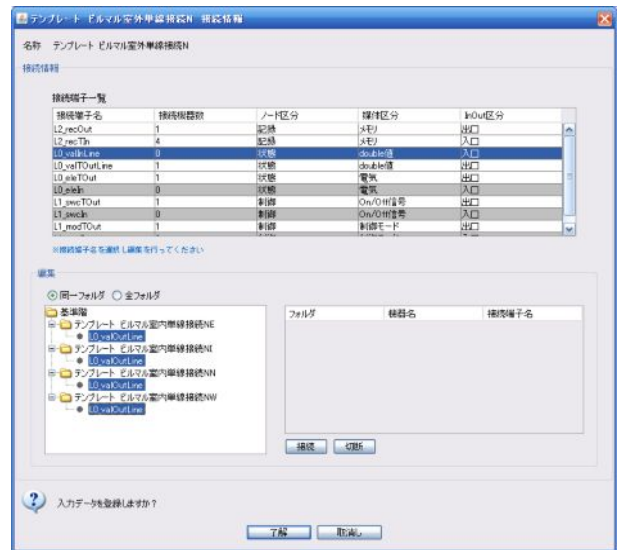 テンプレート ビルマル室外単線接続N 接続情報
名称 テンプレート ビルマル室外単線接続N
接続情報
接続端子一覧
接続端子名 接続機器数 ノード区分 媒体区分 InOut区分
L2_recOut 1 記録 メモリ 出口
L2_recTIn 4 記録 メモリ 入口
L0_valInLine 0 状態 double値 入口
L0_valTOutLine 1 状態 double値 出口
L0_eleTOut 1 状態 電気 出口
L0_eleIn 0 状態 電気 入口
L1_swcTOut 1 制御 On/Off信号 出口
L1_swcIn 0 制御 On/Off信号 入口
L1_modTOut 1 制御 制御モード 出口
※接続端子名を選択し編集を行ってください
編集
同一フォルダ 全フォルダ
基準階
テンプレート ビルマル室内単線接続NE
L0_valOutLine
テンプレート ビルマル室内単線接続NI
L0_valOutLine
テンプレート ビルマル室内単線接続NN
L0_valOutLine
テンプレート ビルマル室内単線接続NW
L0_valOutLine
フォルダ 機器名 接続端子名
接続 切断
入力データを登録しますか？
了解 取消し